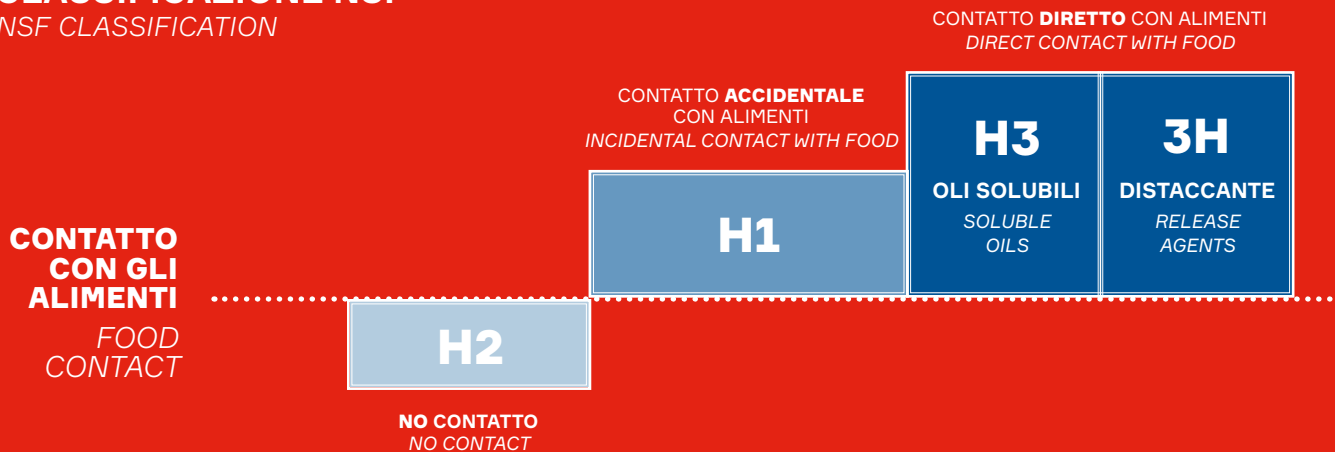 NSF CLASSIFICATION
CONTATTO DIRETTO CON ALIMENTI
DIRECT CONTACT WITH FOOD
CONTATTO ACCIDENTALE
CON ALIMENTI
INCIDENTAL CONTACT WITH FOOD
H3
OLI SOLUBILI
SOLUBLE
OILS
3H
DISTACCANTE
RELEASE
AGENTS
H1
CONTATTO
CON GLI
ALIMENTI
FOOD
CONTACT
H2
NO CONTATTO
NO CONTACT